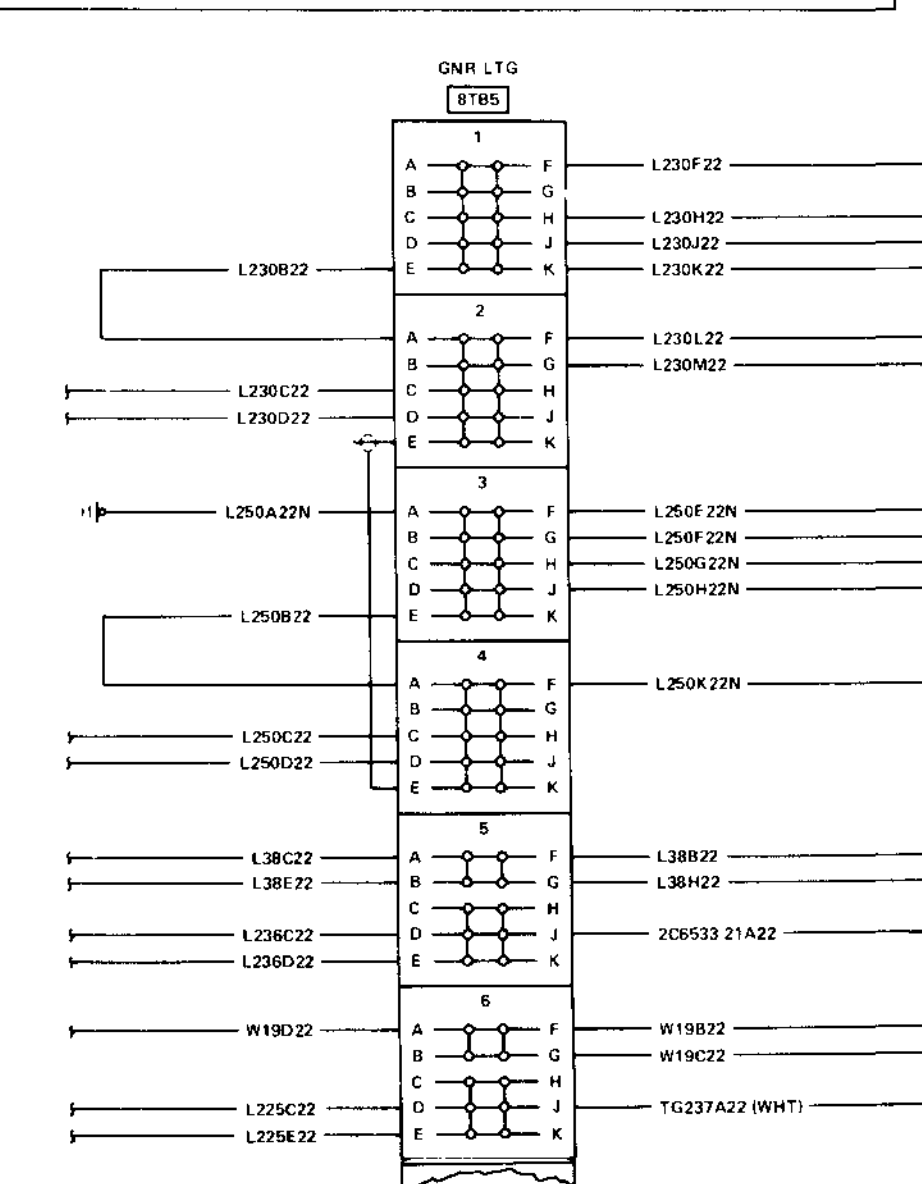 GNR LTG
8TB5
1
A F L230F22
B G
C H L230H22
D J L230J22
L230B22 E K L230K22
2
A F L230L22
B G L230M22
L230C22 C H
L230D22 D J
E K
3
L250A22N A F L250E22N
B G L250F22N
C H L250G22N
D J L250H22N
L250B22 E K
4
A F L250K22N
B G
L250C22 C H
L250D22 D J
E K
5
L38C22 A F L38B22
L38E22 B G L38H22
C H
L236C22 D J 2C6533 21A22
L236D22 E K
6
W19D22 A F W19B22
B G W19C22
C H
L225C22 D J TG237A22 (WHT)
L225E22 E K